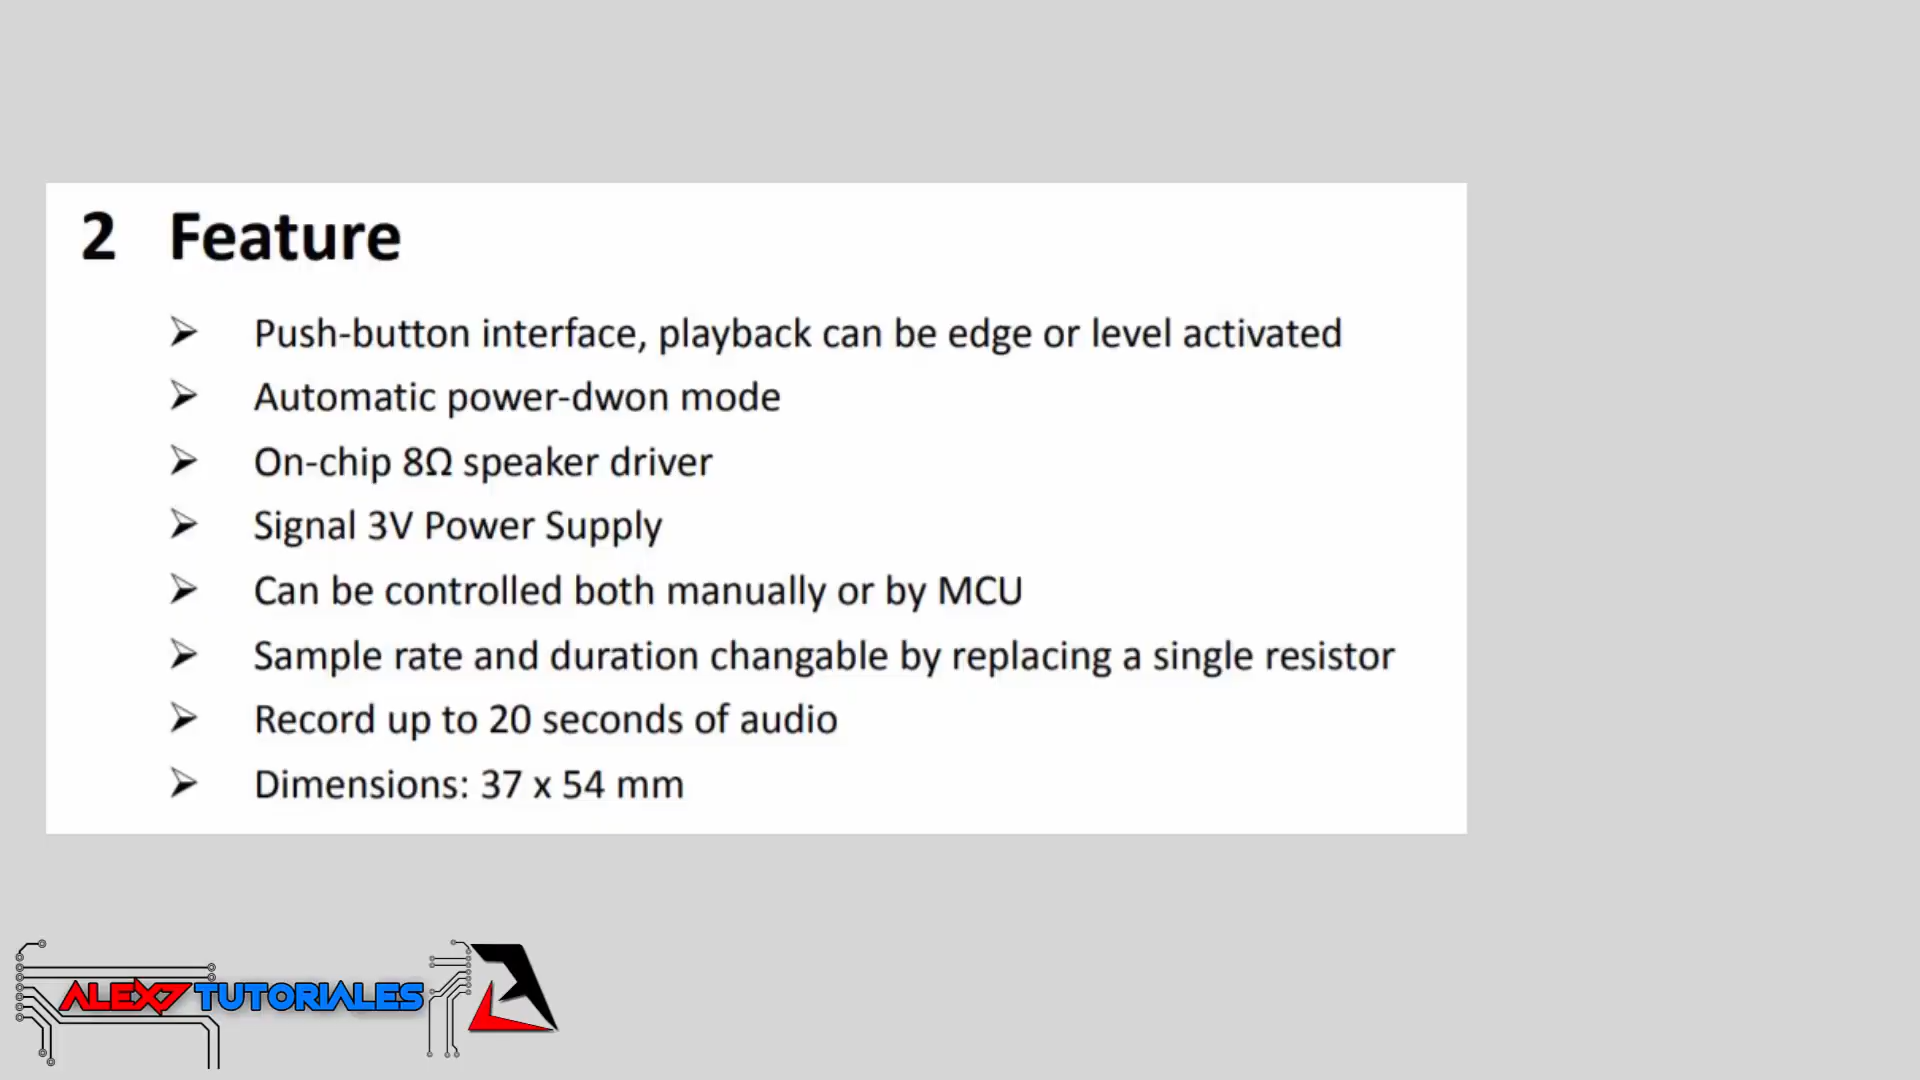 2 Feature
Push-button interface, playback can be edge or level activated
Automatic power-dwon mode
On-chip 8Ω speaker driver
Signal 3V Power Supply
Can be controlled both manually or by MCU
Sample rate and duration changable by replacing a single resistor
Record up to 20 seconds of audio
Dimensions: 37 x 54 mm
ALEX7 TUTORIALES